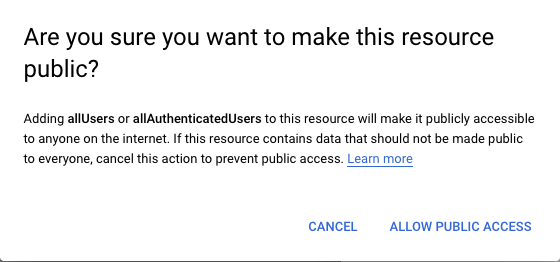 Are you sure you want to make this resource
public?
Adding allUsers or allAuthenticatedUsers to this resource will make it publicly accessible
to anyone on the internet. If this resource contains data that should not be made public
to everyone, cancel this action to prevent public access. Learn more
CANCEL ALLOW PUBLIC ACCESS